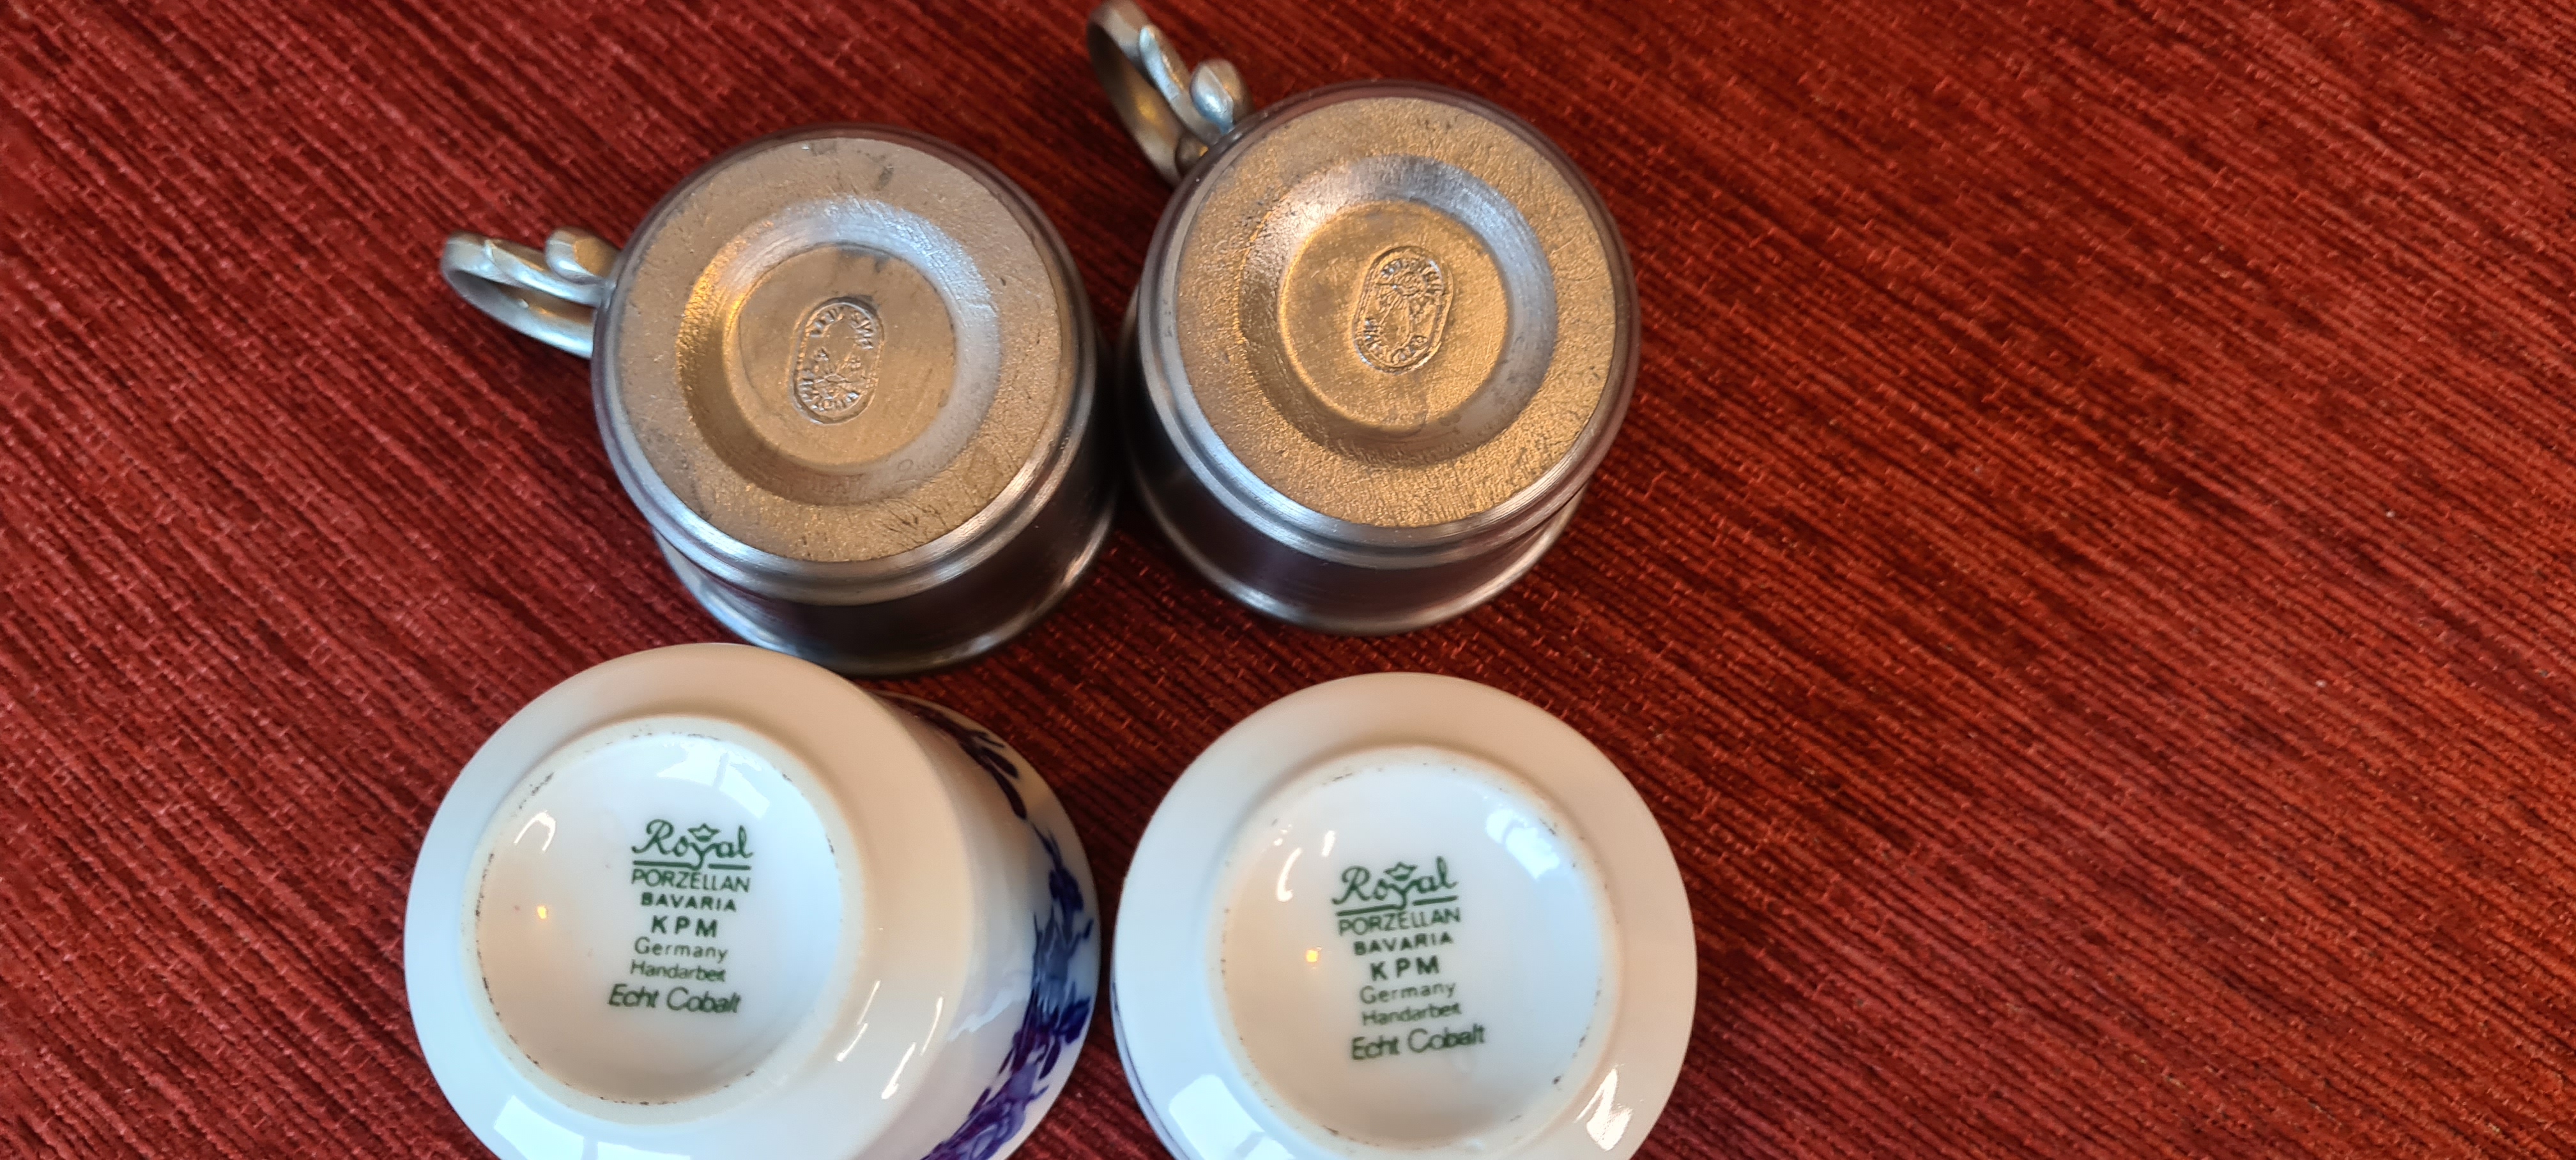 Royal
PORZELLAN
BAVARIA
KPM
Germany
Handarbeit
Echt Cobalt
Royal
PORZELLAN
BAVARIA
KPM
Germany
Handarbeit
Echt Cobalt